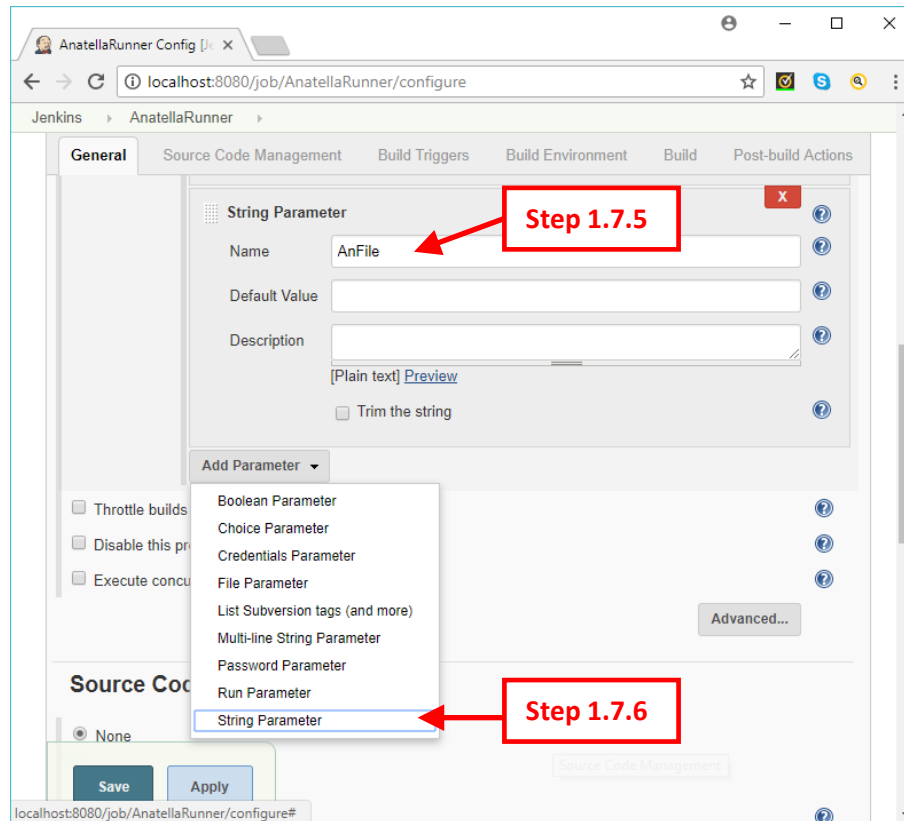 AnatellaRunner Config [Je
localhost:8080/job/AnatellaRunner/configure
Jenkins AnatellaRunner
General Source Code Management Build Triggers Build Environment Build Post-build Actions
X
String Parameter
Step 1.7.5
Name AnFile
Default Value
Description
[Plain text] Preview
Trim the string
Add Parameter
Boolean Parameter
Throttle builds
Choice Parameter
Disable this pr
Credentials Parameter
File Parameter
Execute concu
List Subversion tags (and more)
Advanced...
Multi-line String Parameter
Password Parameter
Source Coc
Run Parameter
String Parameter
Step 1.7.6
None
Source Code Management
Save Apply
localhost:8080/job/AnatellaRunner/configure#